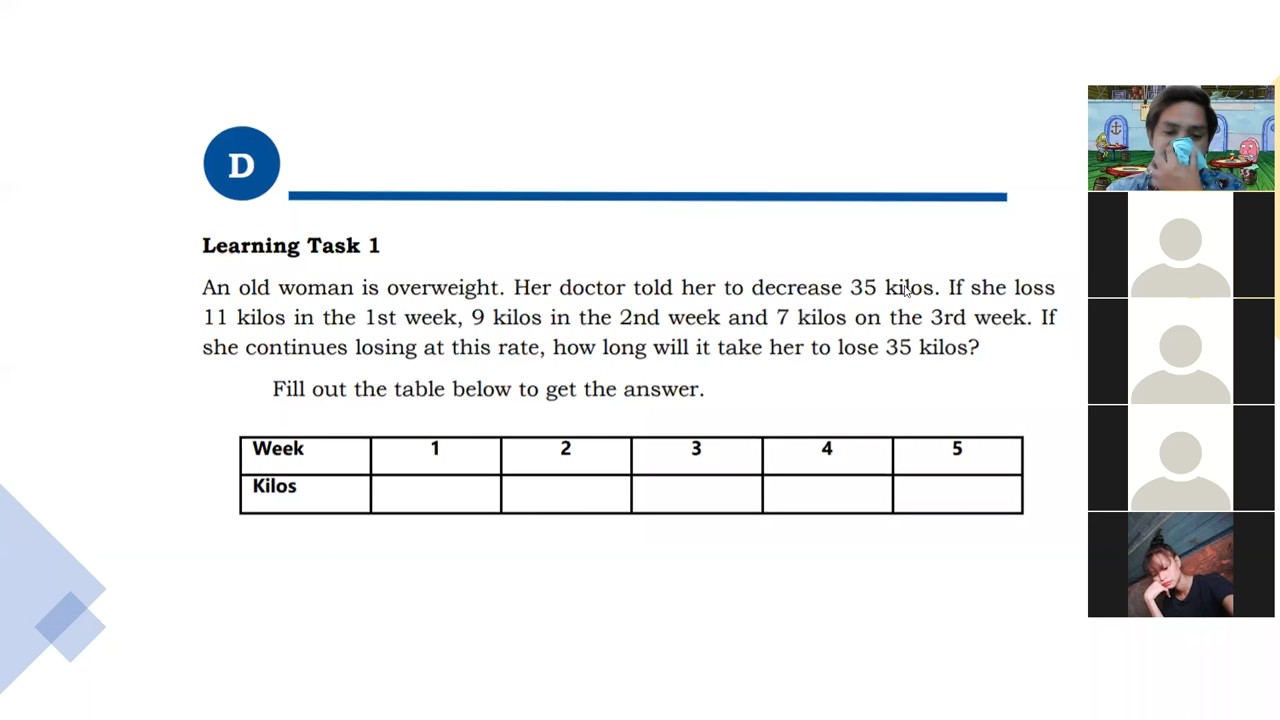 D
Learning Task 1
An old woman is overweight. Her doctor told her to decrease 35 kilos. If she loss
11 kilos in the 1st week, 9 kilos in the 2nd week and 7 kilos on the 3rd week. If
she continues losing at this rate, how long will it take her to lose 35 kilos?
Fill out the table below to get the answer.
Week 1 2 3 4 5
Kilos